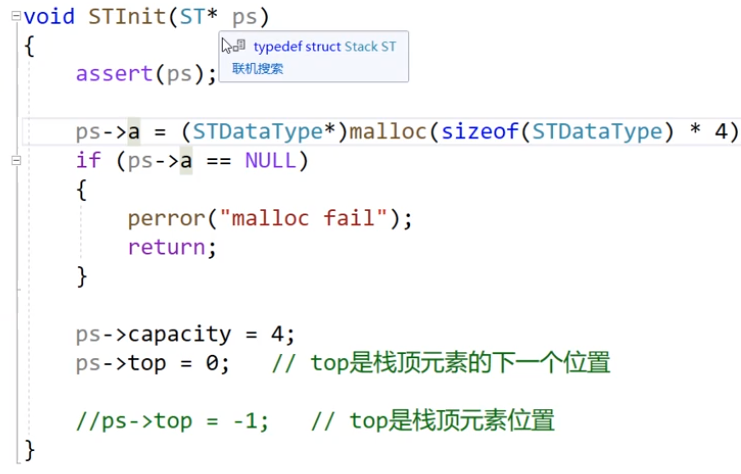 void STInit(ST* ps)
{
typedef struct Stack ST
联机搜索
    assert(ps);
    ps->a = (STDataType*)malloc(sizeof(STDataType) * 4)
    if (ps->a == NULL)
    {
        perror("malloc fail");
        return;
    }
    ps->capacity = 4;
    ps->top = 0;   // top是栈顶元素的下一个位置
    //ps->top = -1;   // top是栈顶元素位置
}